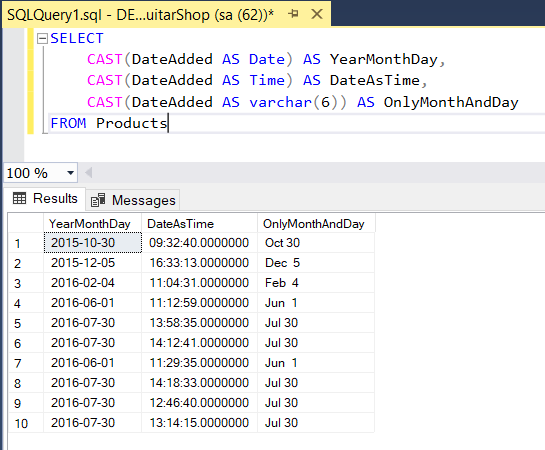 SQLQuery1.sql - DE...uitarShop (sa (62))*
SELECT
CAST(DateAdded AS Date) AS YearMonthDay,
CAST(DateAdded AS Time) AS DateAsTime,
CAST(DateAdded AS varchar(6)) AS OnlyMonthAndDay
FROM Products
100 %
Results Messages
YearMonthDay DateAsTime OnlyMonthAndDay
1 2015-10-30 09:32:40.0000000 Oct 30
2 2015-12-05 16:33:13.0000000 Dec  5
3 2016-02-04 11:04:31.0000000 Feb  4
4 2016-06-01 11:12:59.0000000 Jun  1
5 2016-07-30 13:58:35.0000000 Jul 30
6 2016-07-30 14:12:41.0000000 Jul 30
7 2016-06-01 11:29:35.0000000 Jun  1
8 2016-07-30 14:18:33.0000000 Jul 30
9 2016-07-30 12:46:40.0000000 Jul 30
10 2016-07-30 13:14:15.0000000 Jul 30